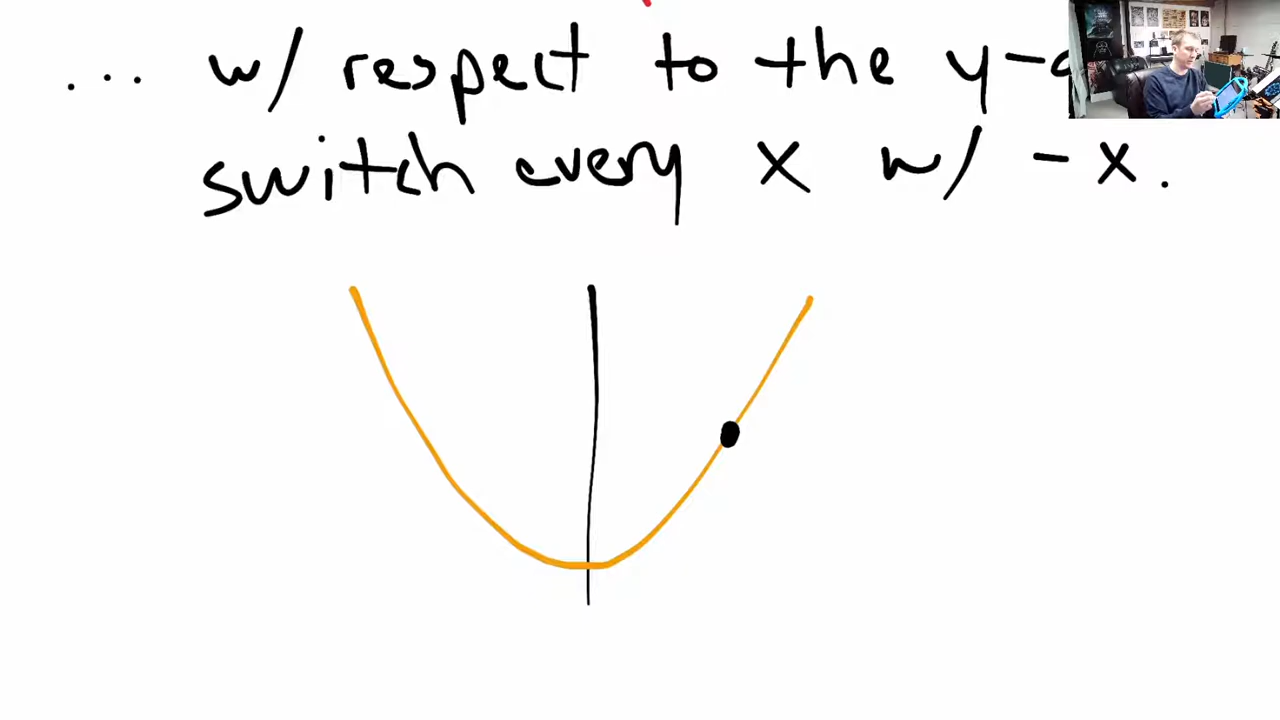 ... w/ respect to the
switch every x w/ -x.